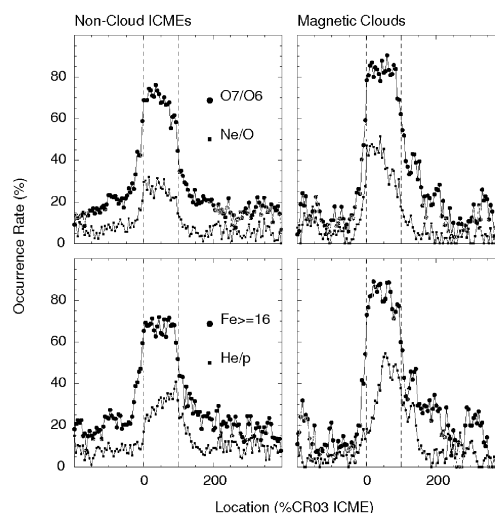 Non-Cloud ICMEs
Magnetic Clouds
80
60
40
20
0
O7/O6
Ne/O
Occurrence Rate (%)
80
60
40
20
0
Fe>=16
He/p
0
200
0
200
Location (%CR03 ICME)